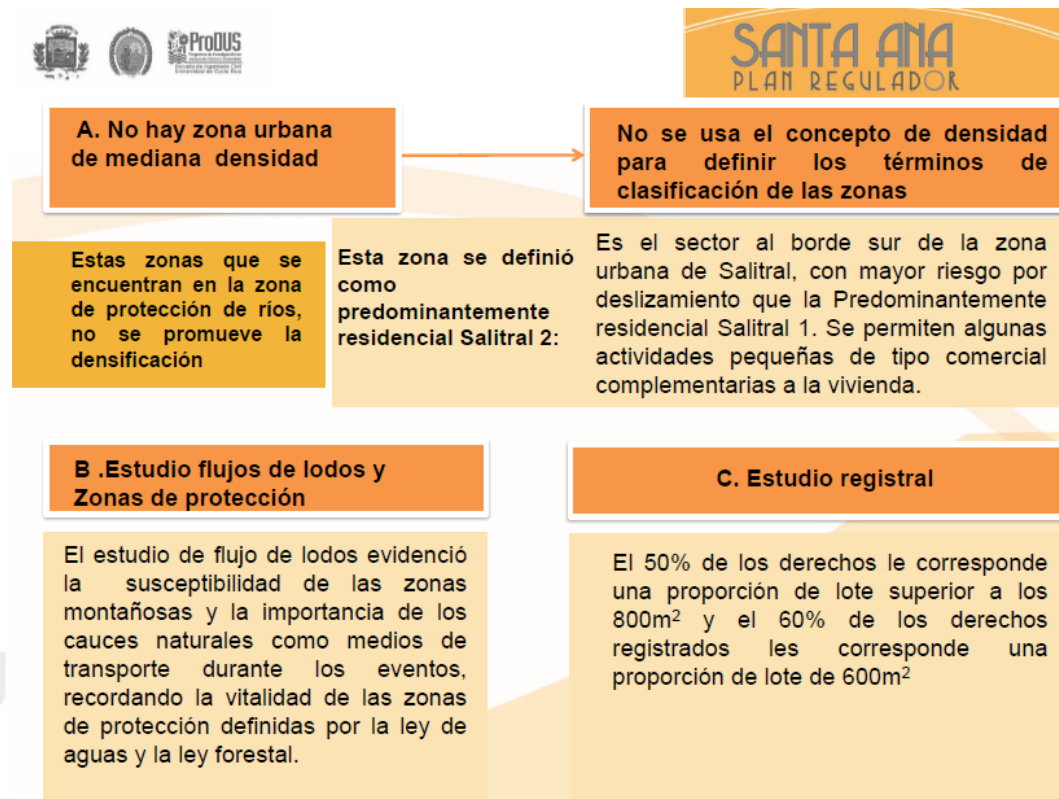 ProDUS
SANTA ANA
PLAN REGULADOR
A. No hay zona urbana
de mediana densidad
No se usa el concepto de densidad
para definir los términos de
clasificación de las zonas
Estas zonas que se
encuentran en la zona
de protección de ríos,
no se promueve la
densificación
Esta zona se definió
como
predominantemente
residencial Salitral 2:
Es el sector al borde sur de la zona
urbana de Salitral, con mayor riesgo por
deslizamiento que la Predominantemente
residencial Salitral 1. Se permiten algunas
actividades pequeñas de tipo comercial
complementarias a la vivienda.
B .Estudio flujos de lodos y
Zonas de protección
El estudio de flujo de lodos evidenció
la susceptibilidad de las zonas
montañosas y la importancia de los
cauces naturales como medios de
transporte durante los eventos,
recordando la vitalidad de las zonas
de protección definidas por la ley de
aguas y la ley forestal.
C. Estudio registral
El 50% de los derechos le corresponde
una proporción de lote superior a los
800m² y el 60% de los derechos
registrados les corresponde una
proporción de lote de 600m²